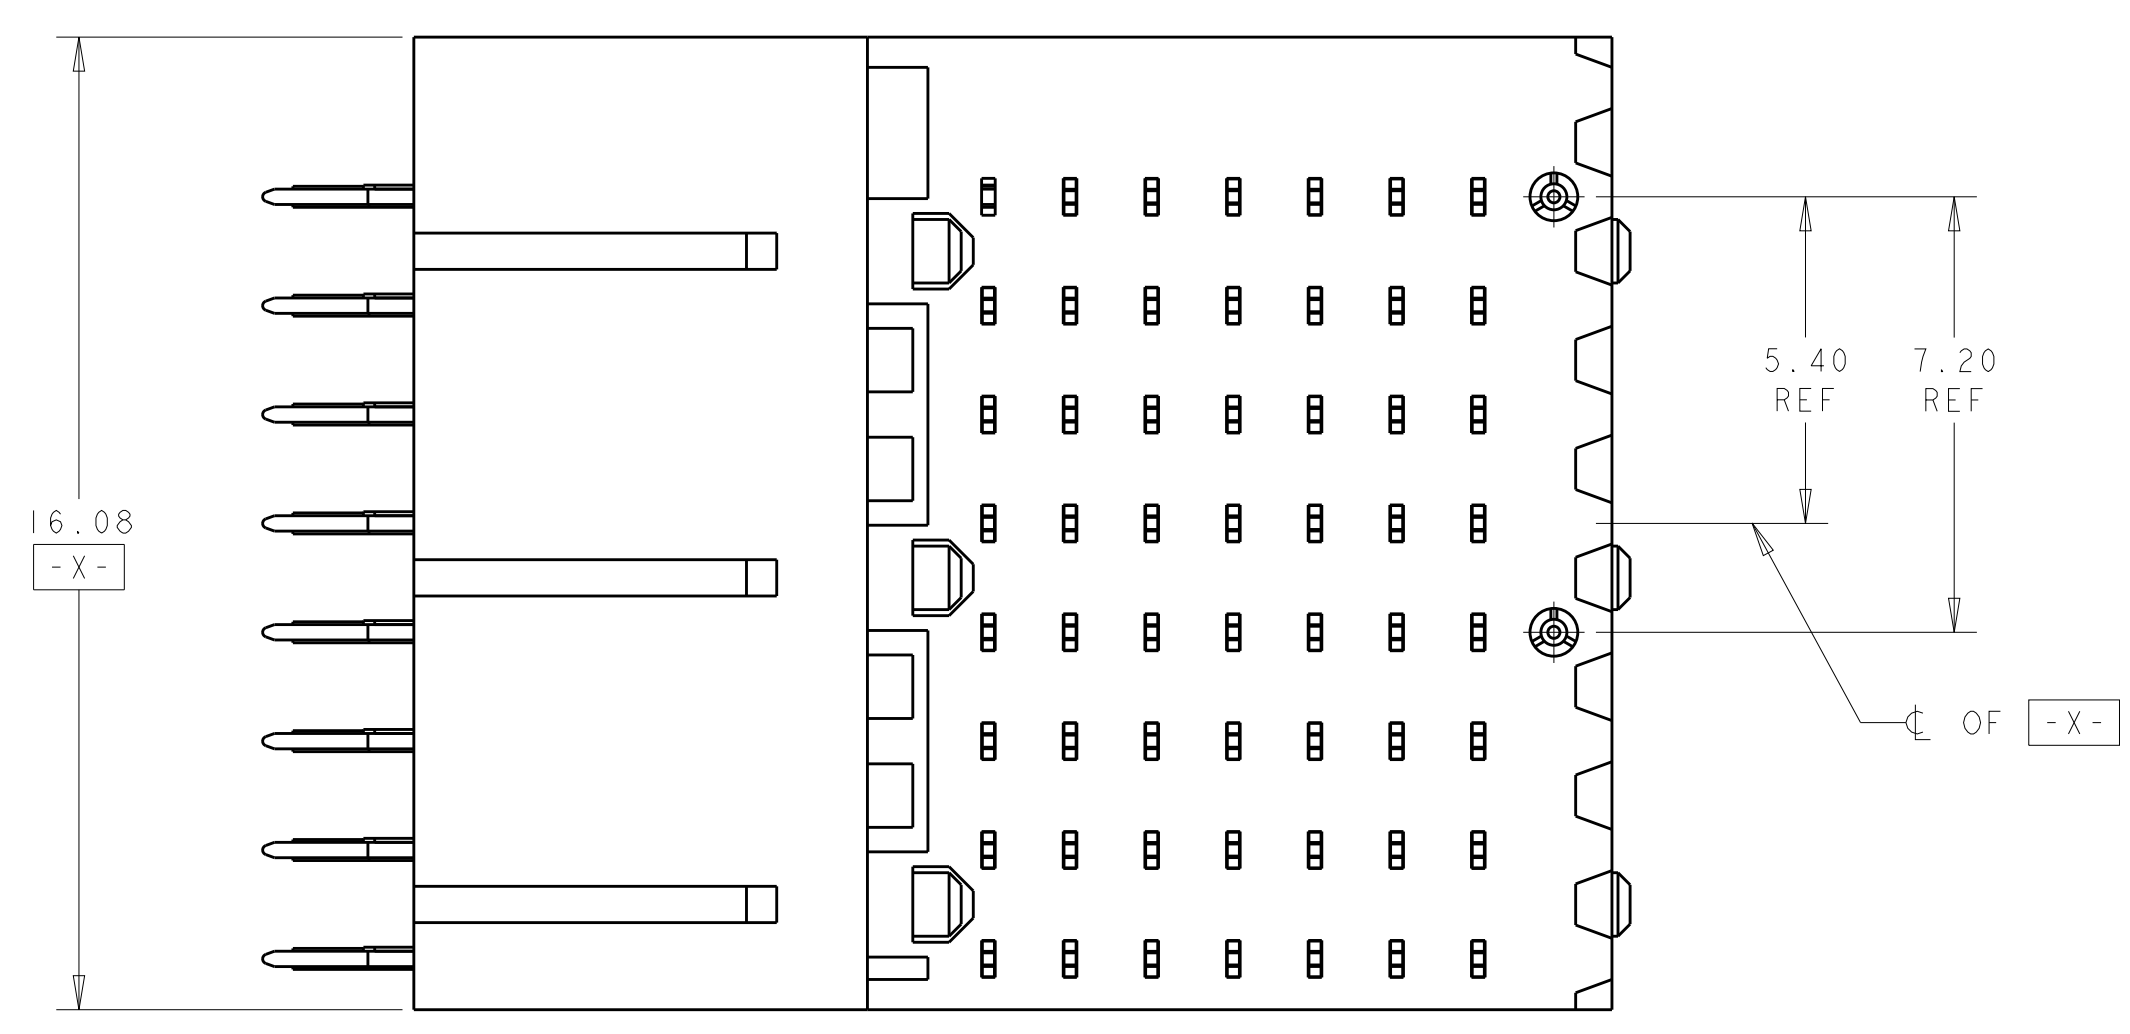 5.40
REF
7.20
REF
16.08
-X-
℄ OF -X-